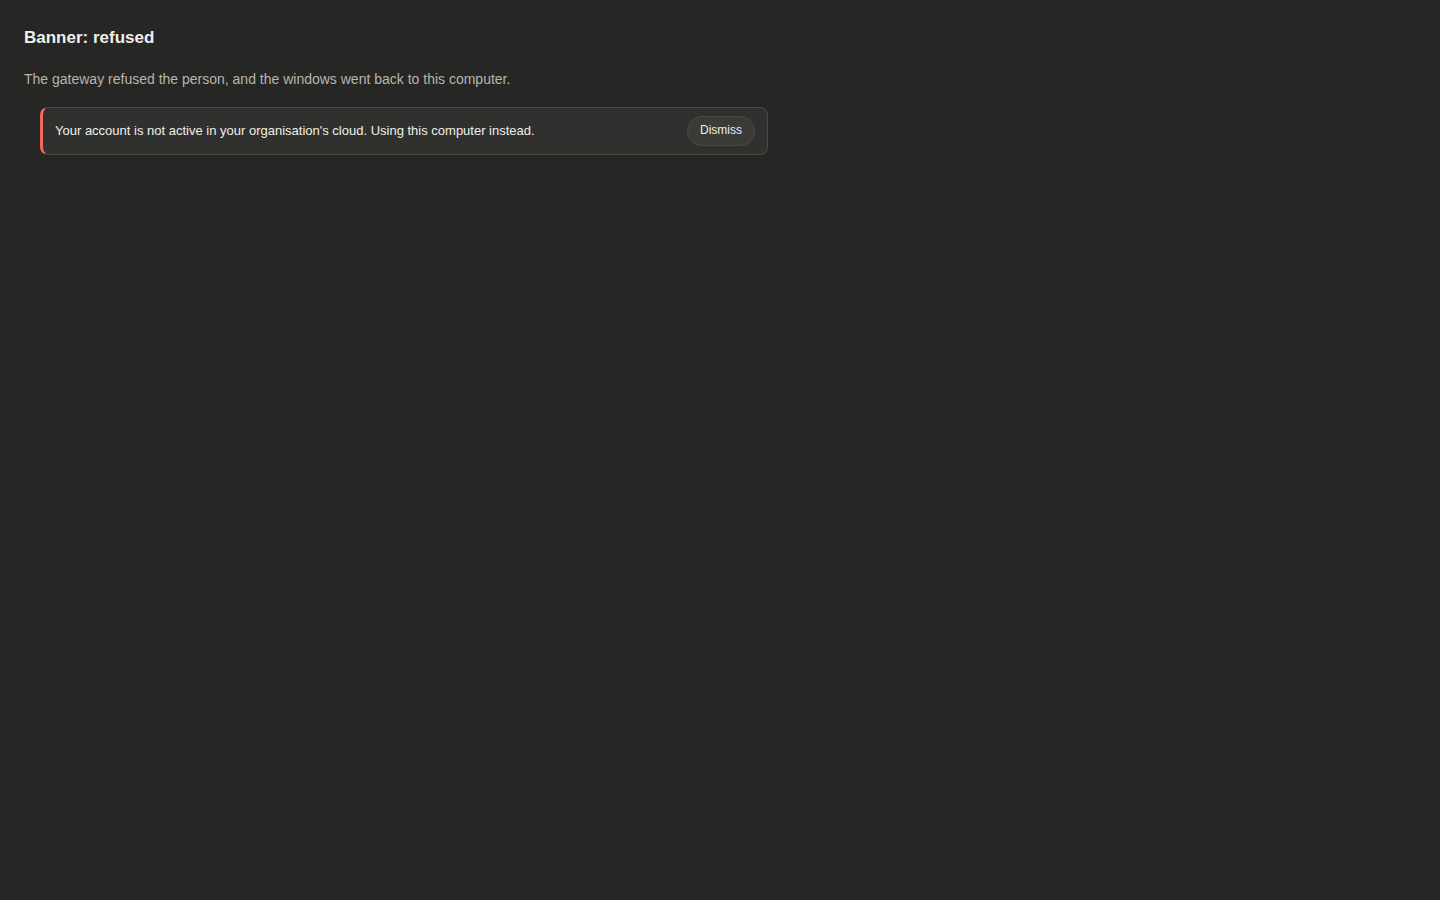 Banner: refused
The gateway refused the person, and the windows went back to this computer.
Your account is not active in your organisation's cloud. Using this computer instead.
Dismiss